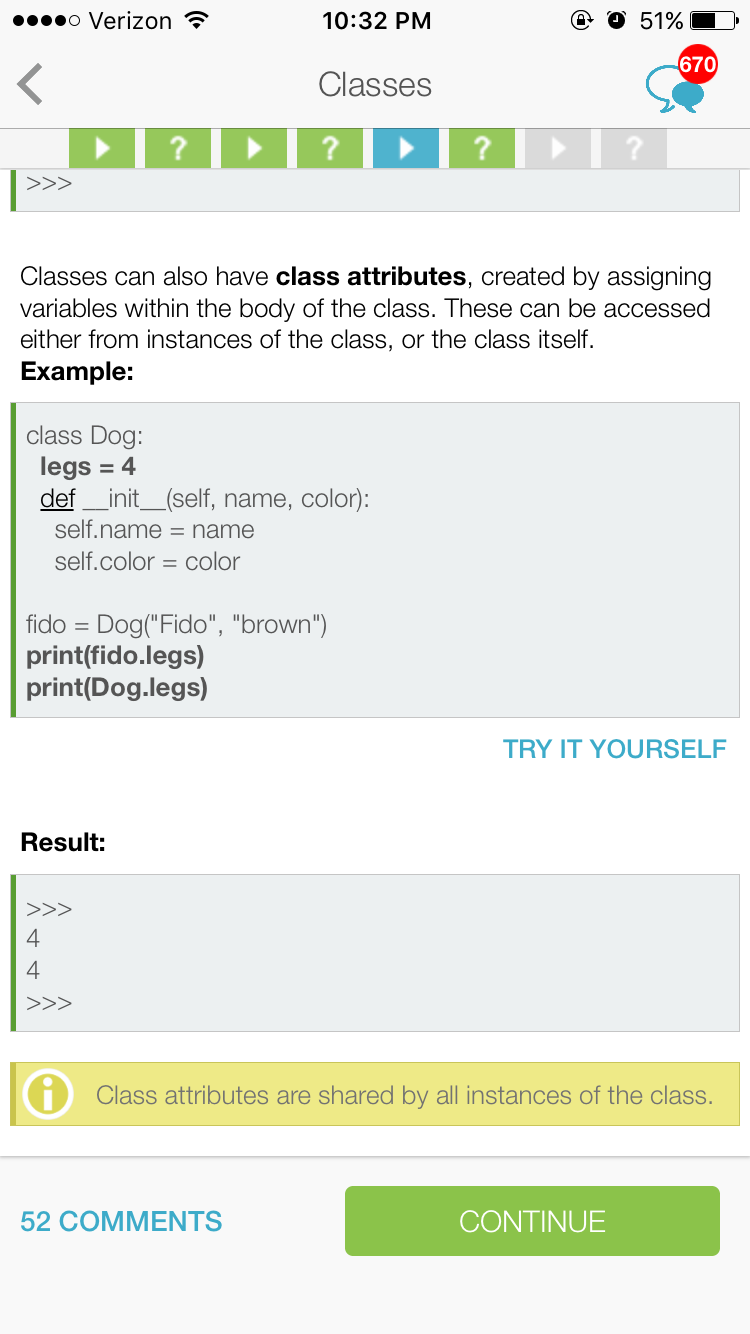 Verizon 10:32 PM 51%
Classes 670
? ? ? ?
>>>
Classes can also have class attributes, created by assigning
variables within the body of the class. These can be accessed
either from instances of the class, or the class itself.
Example:
class Dog:
  legs = 4
  def __init__(self, name, color):
    self.name = name
    self.color = color
fido = Dog("Fido", "brown")
print(fido.legs)
print(Dog.legs)
TRY IT YOURSELF
Result:
>>>
4
4
>>>
i Class attributes are shared by all instances of the class.
52 COMMENTS CONTINUE